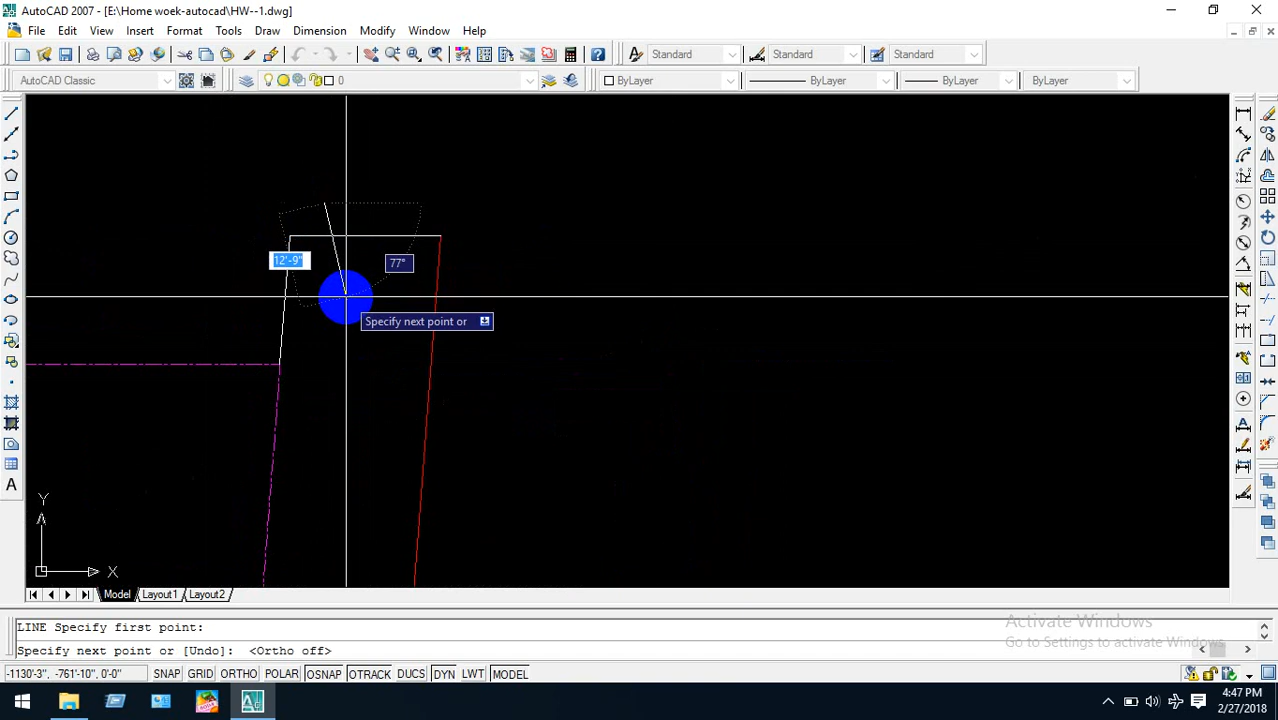 AutoCAD 2007 - [E:\Home woek-autocad\HW--1.dwg]
File Edit View Insert Format Tools Draw Dimension Modify Window Help
Standard Standard Standard
AutoCAD Classic 0 ByLayer ByLayer ByLayer ByLayer
12'-9"
77°
Specify next point or
Y
X
Model Layout1 Layout2
LINE Specify first point:
Specify next point or [Undo]: <Ortho off>
Activate Windows
Go to Settings to activate Windows.
-1130'-3", -761'-10", 0'-0" SNAP GRID ORTHO POLAR OSNAP OTRACK DUCS DYN LWT MODEL
4:47 PM
2/27/2018